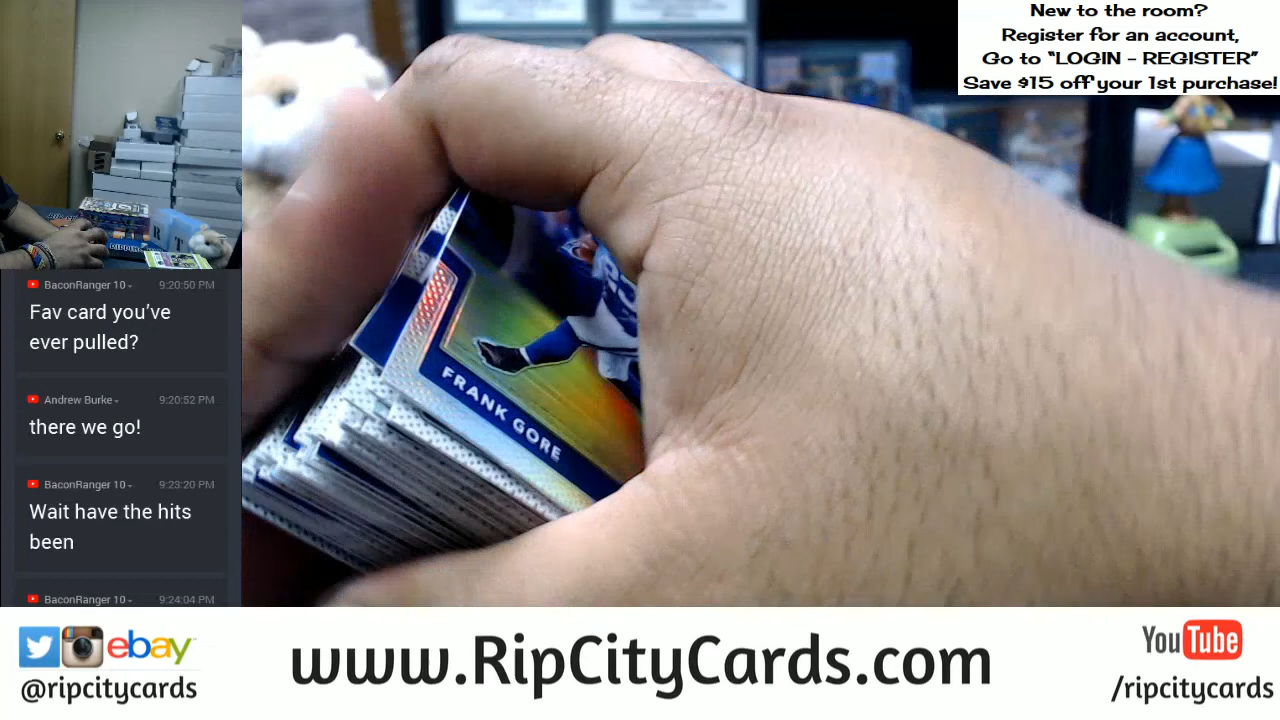 New to the room?
Register for an account,
Go to "LOGIN - REGISTER"
Save $15 off your 1st purchase!
BaconRanger 10
9:20:50 PM
Fav card you've
ever pulled?
Andrew Burke
9:20:52 PM
there we go!
BaconRanger 10
9:23:20 PM
Wait have the hits
been
BaconRanger 10
9:24:04 PM
FRANK GORE
ebay
@ripcitycards
www.RipCityCards.com
YouTube
/ripcitycards